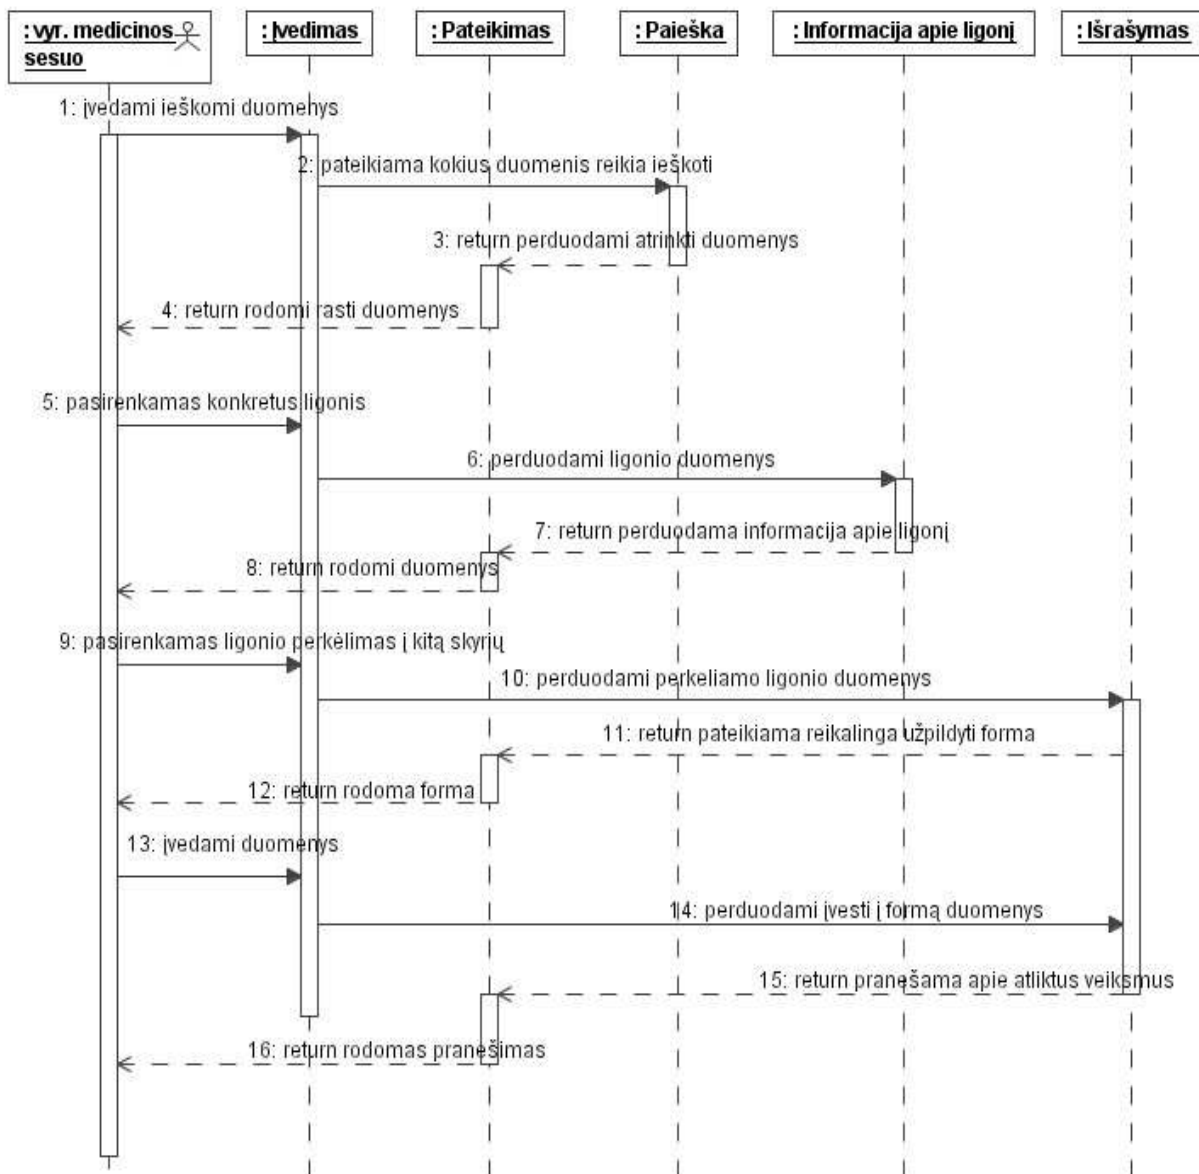 : vyr. medicinos
sesuo
: Įvedimas
: Pateikimas
: Paieška
: Informacija apie ligonį
: Išrašymas
1: įvedami ieškomi duomenys
2: pateikiama kokius duomenis reikia ieškoti
3: return perduodami atrinkti duomenys
4: return rodomi rasti duomenys
5: pasirenkamas konkretus ligonis
6: perduodami ligonio duomenys
7: return perduodama informacija apie ligonį
8: return rodomi duomenys
9: pasirenkamas ligonio perkėlimas į kitą skyrių
10: perduodami perkeliamo ligonio duomenys
11: return pateikiama reikalinga užpildyti forma
12: return rodoma forma
13: įvedami duomenys
14: perduodami įvesti į formą duomenys
15: return pranešama apie atliktus veiksmus
16: return rodomas pranešimas